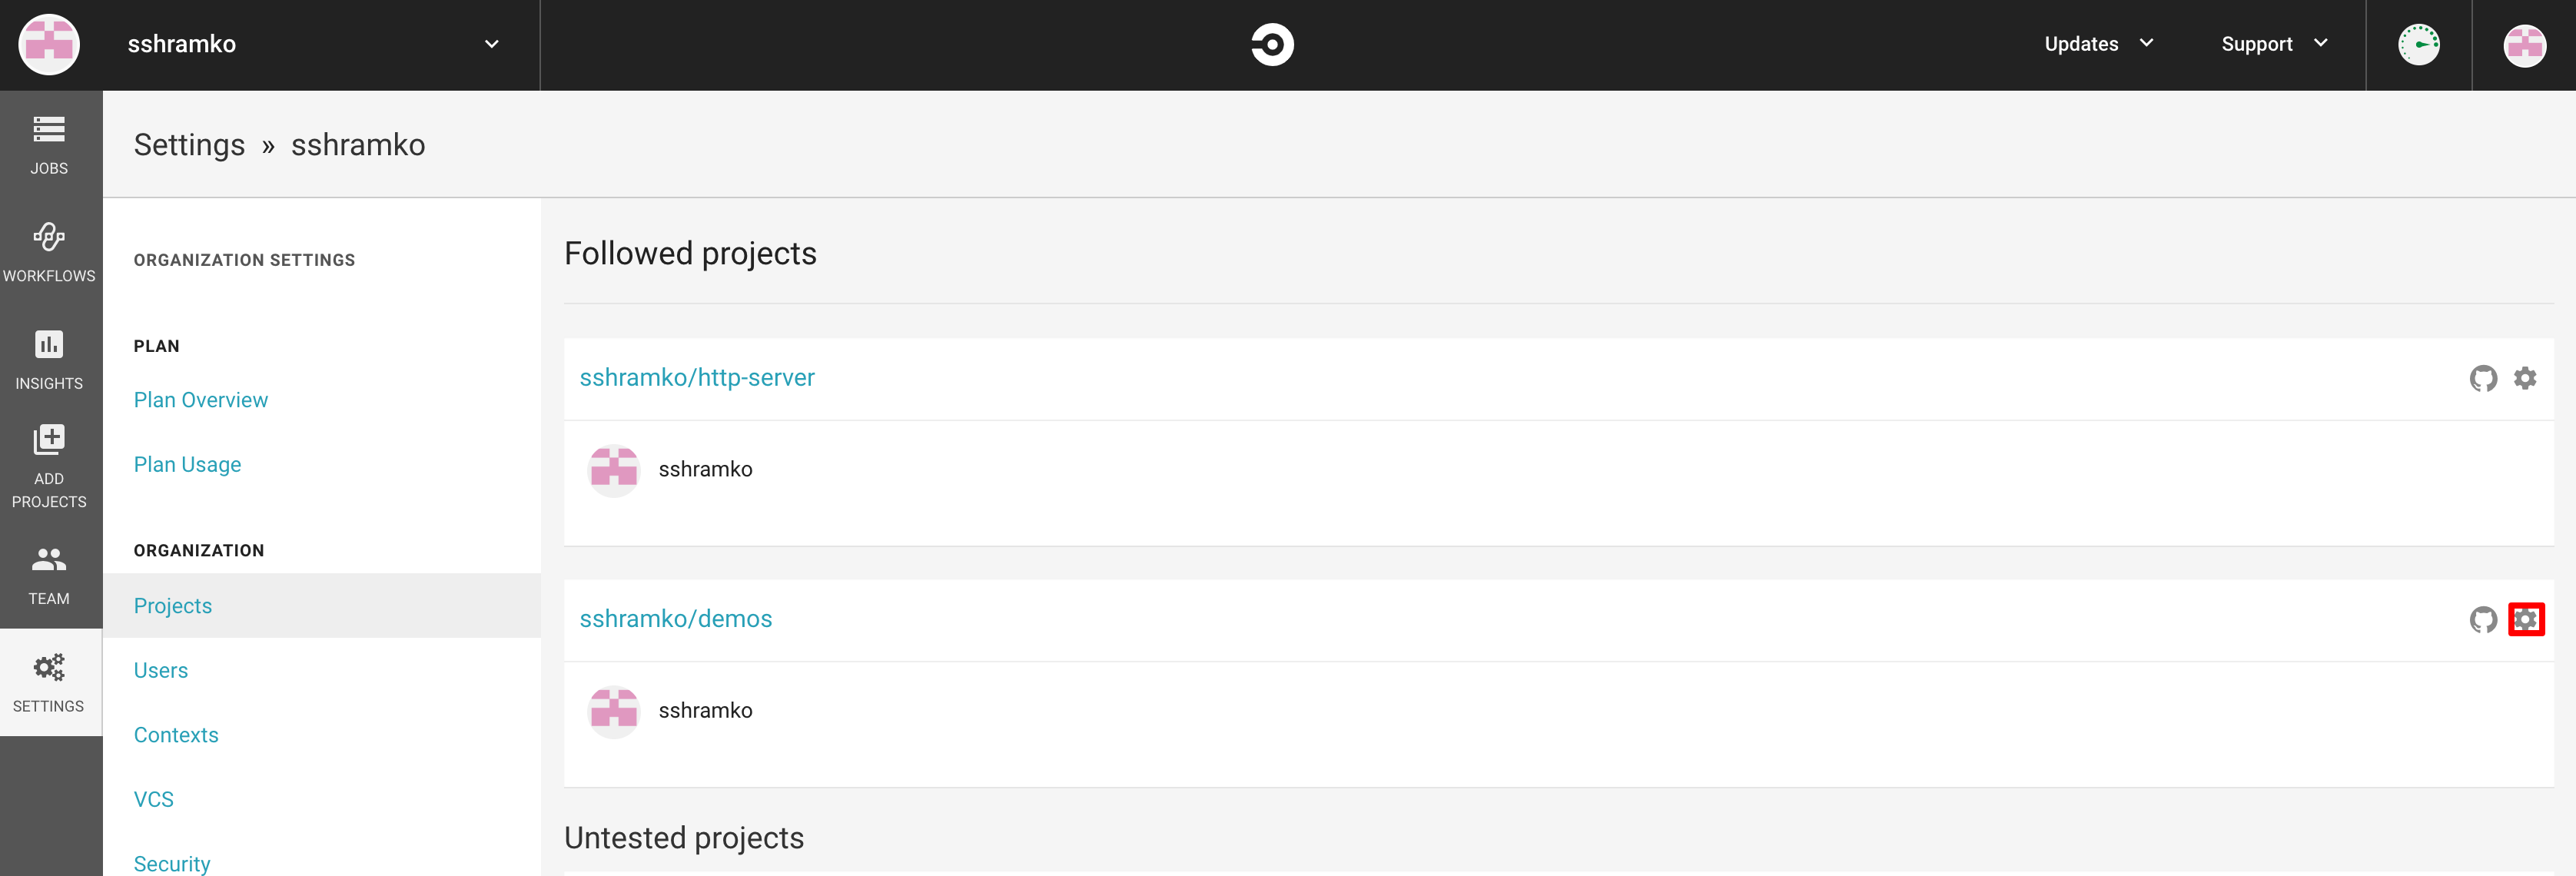 sshramko
Updates
Support
JOBS
WORKFLOWS
INSIGHTS
ADD
PROJECTS
TEAM
SETTINGS
Settings » sshramko
ORGANIZATION SETTINGS
PLAN
Plan Overview
Plan Usage
ORGANIZATION
Projects
Users
Contexts
VCS
Security
Followed projects
sshramko/http-server
sshramko
sshramko/demos
sshramko
Untested projects